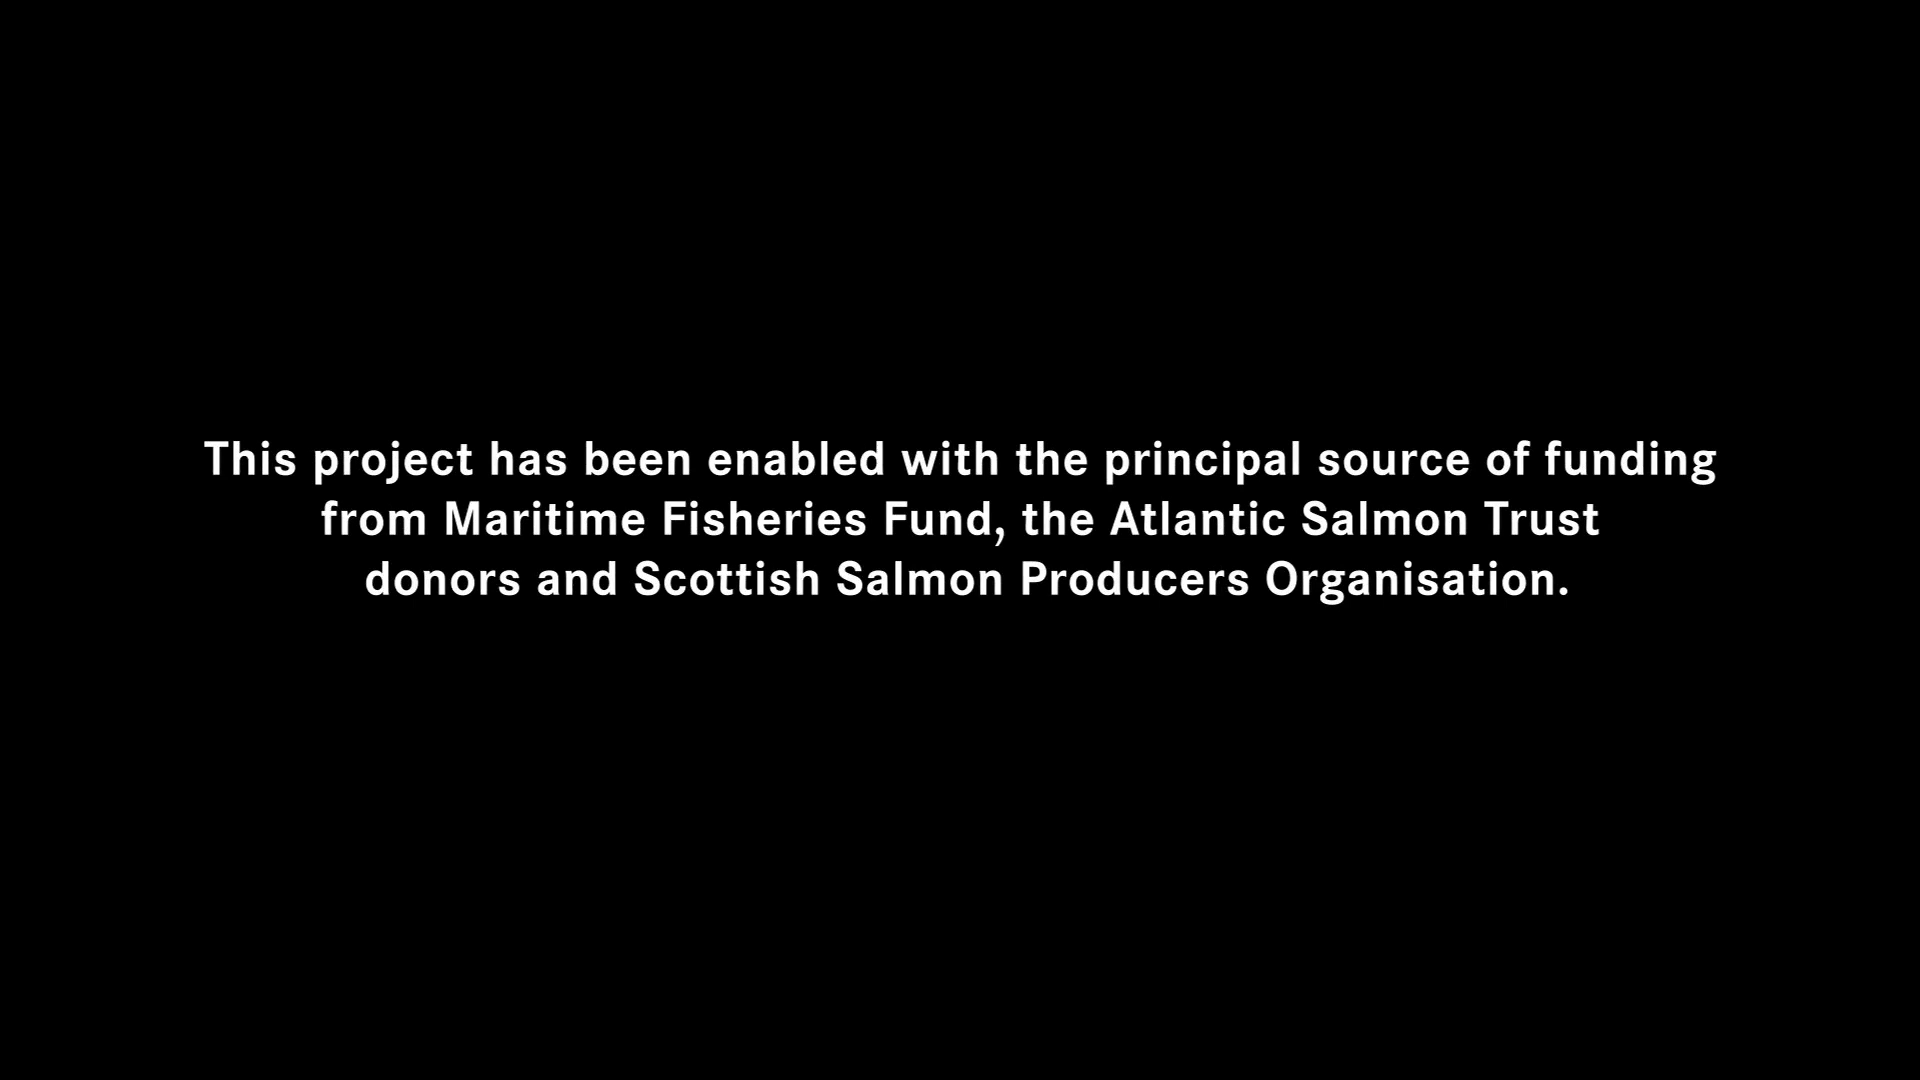 This project has been enabled with the principal source of funding
from Maritime Fisheries Fund, the Atlantic Salmon Trust
donors and Scottish Salmon Producers Organisation.